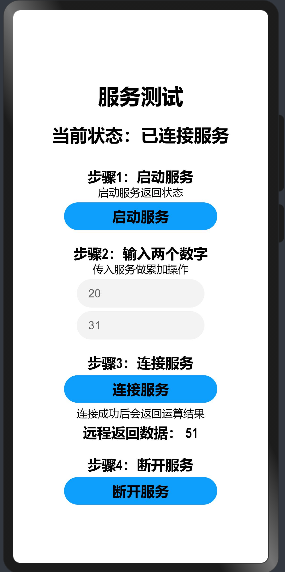 服务测试
当前状态：已连接服务
步骤1：启动服务
启动服务返回状态
启动服务
步骤2：输入两个数字
传入服务做累加操作
20
31
步骤3：连接服务
连接服务
连接成功后会返回运算结果
远程返回数据： 51
步骤4：断开服务
断开服务